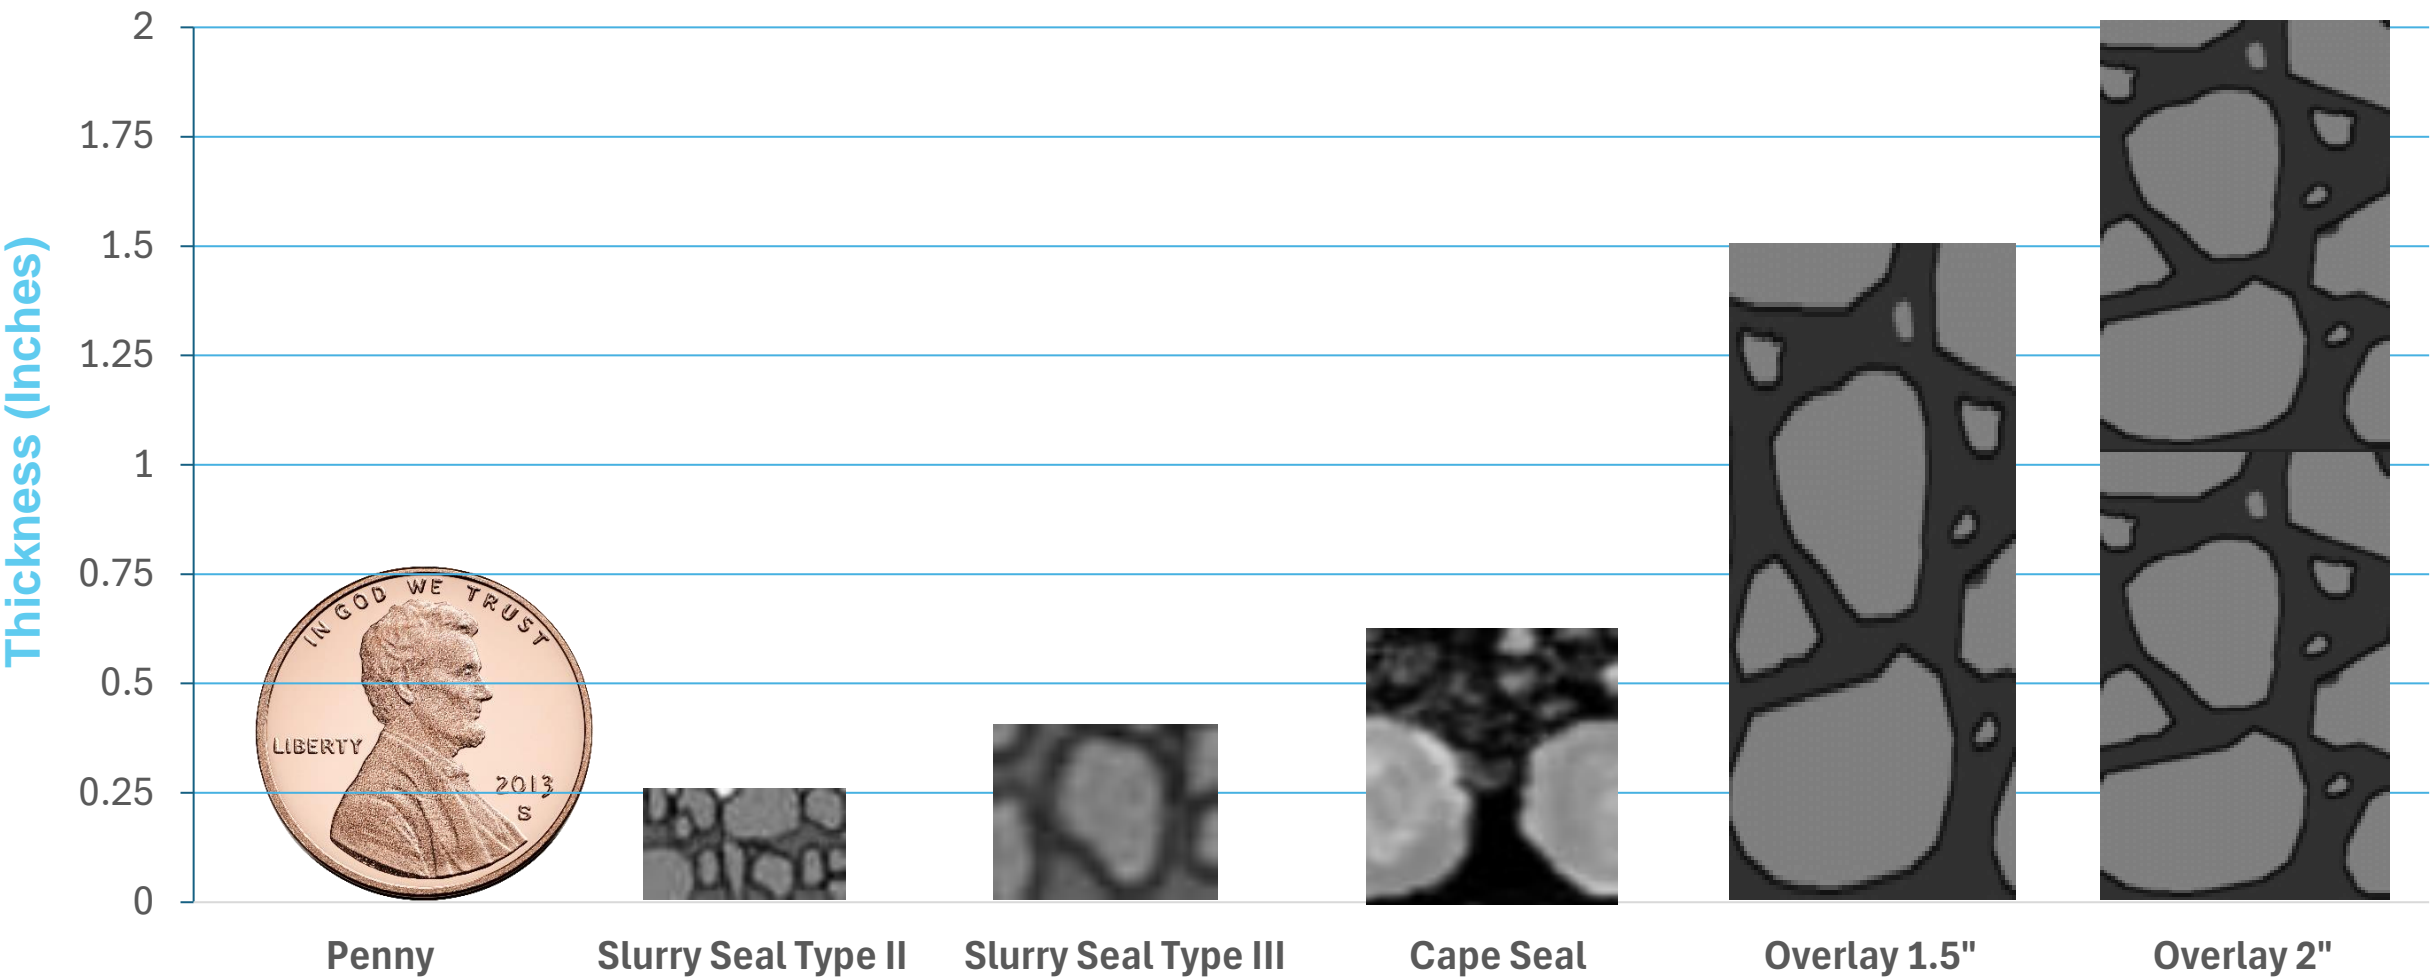 Thickness (Inches)
2
1.75
1.5
1.25
1
0.75
0.5
0.25
0
IN GOD WE TRUST
LIBERTY
2013
S
Penny
Slurry Seal Type II
Slurry Seal Type III
Cape Seal
Overlay 1.5"
Overlay 2"